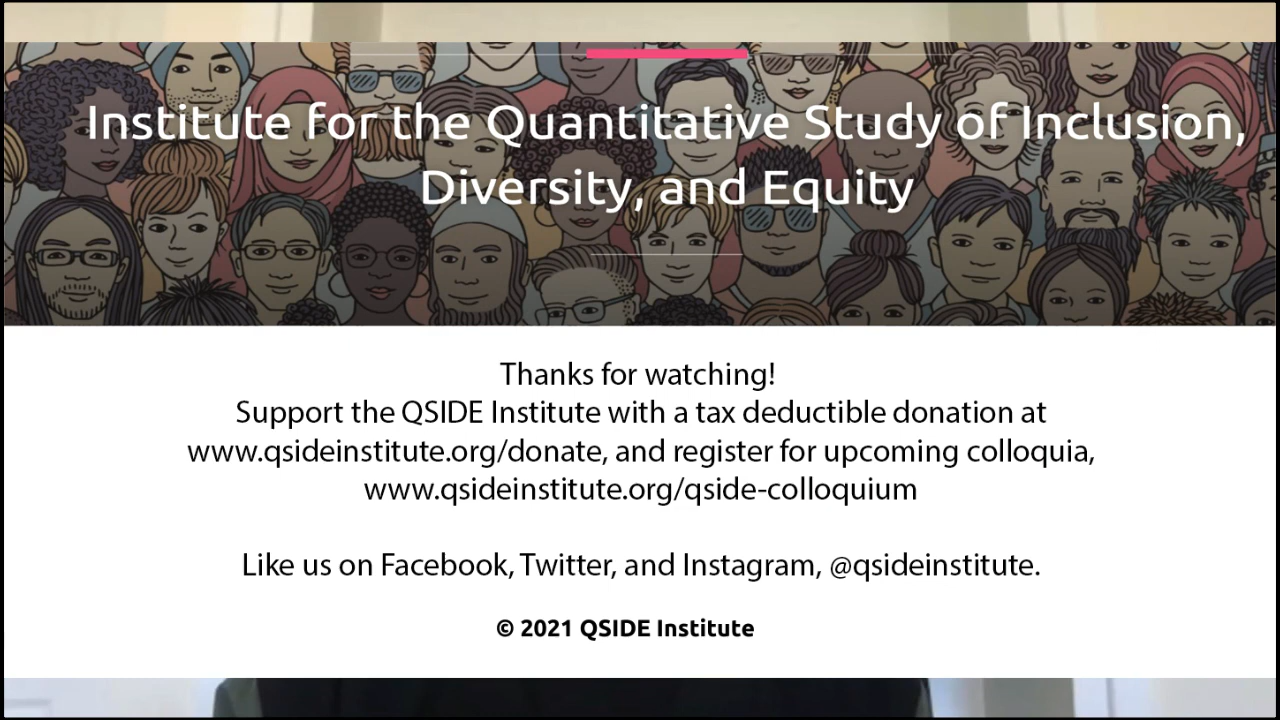 Institute for the Quantitative Study of Inclusion,
Diversity, and Equity
Thanks for watching!
Support the QSIDE Institute with a tax deductible donation at
www.qsideinstitute.org/donate, and register for upcoming colloquia,
www.qsideinstitute.org/qside-colloquium
Like us on Facebook, Twitter, and Instagram, @qsideinstitute.
© 2021 QSIDE Institute